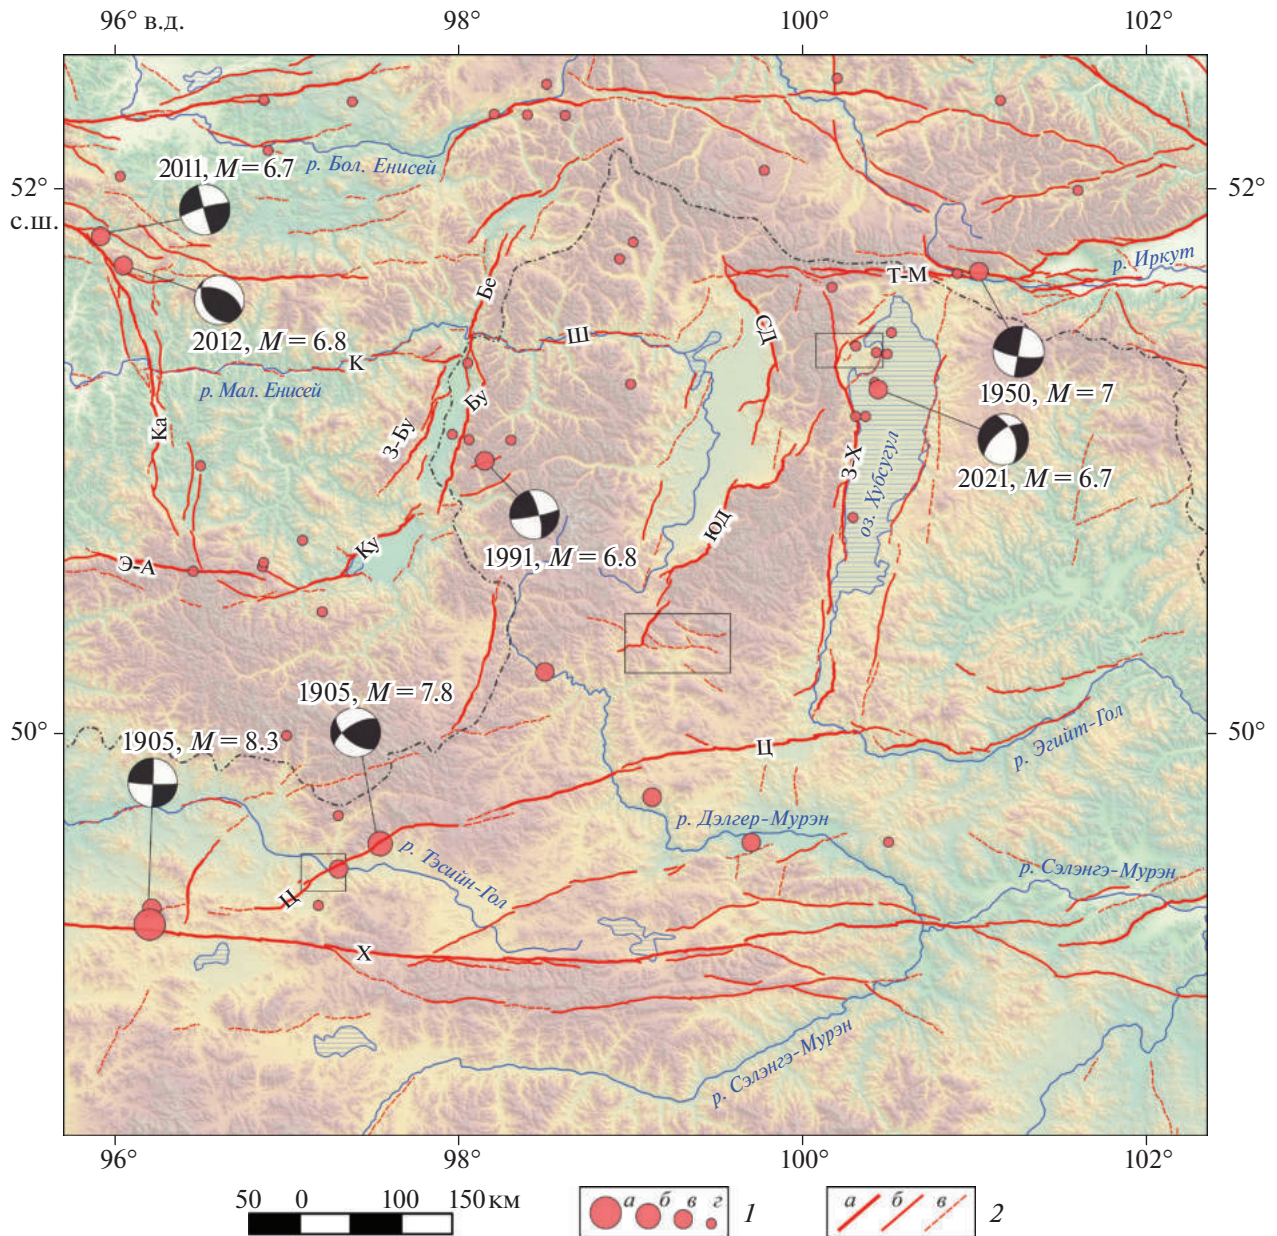 96° в.д.
98°
100°
102°
52°
с.ш.
52°
2011, M = 6.7
р. Бол. Енисей
р. Иркут
Т-М
Бе
СД
Ш
2012, M = 6.8
К
р. Мал. Енисей
1950, M = 7
Ка
Бу
З-Бу
З-Х
оз. Хубсугул
2021, M = 6.7
ЮД
Ку
1991, M = 6.8
Э-А
1905, M = 7.8
50°
50°
1905, M = 8.3
Ц
р. Эгийт-Гол
р. Дэлгер-Мурэн
р. Тэсийн-Гол
р. Сэлэнгэ-Мурэн
Ц
Х
р. Сэлэнгэ-Мурэн
96°
98°
100°
102°
50 0 100 150 км
а б в г 1
а б в 2